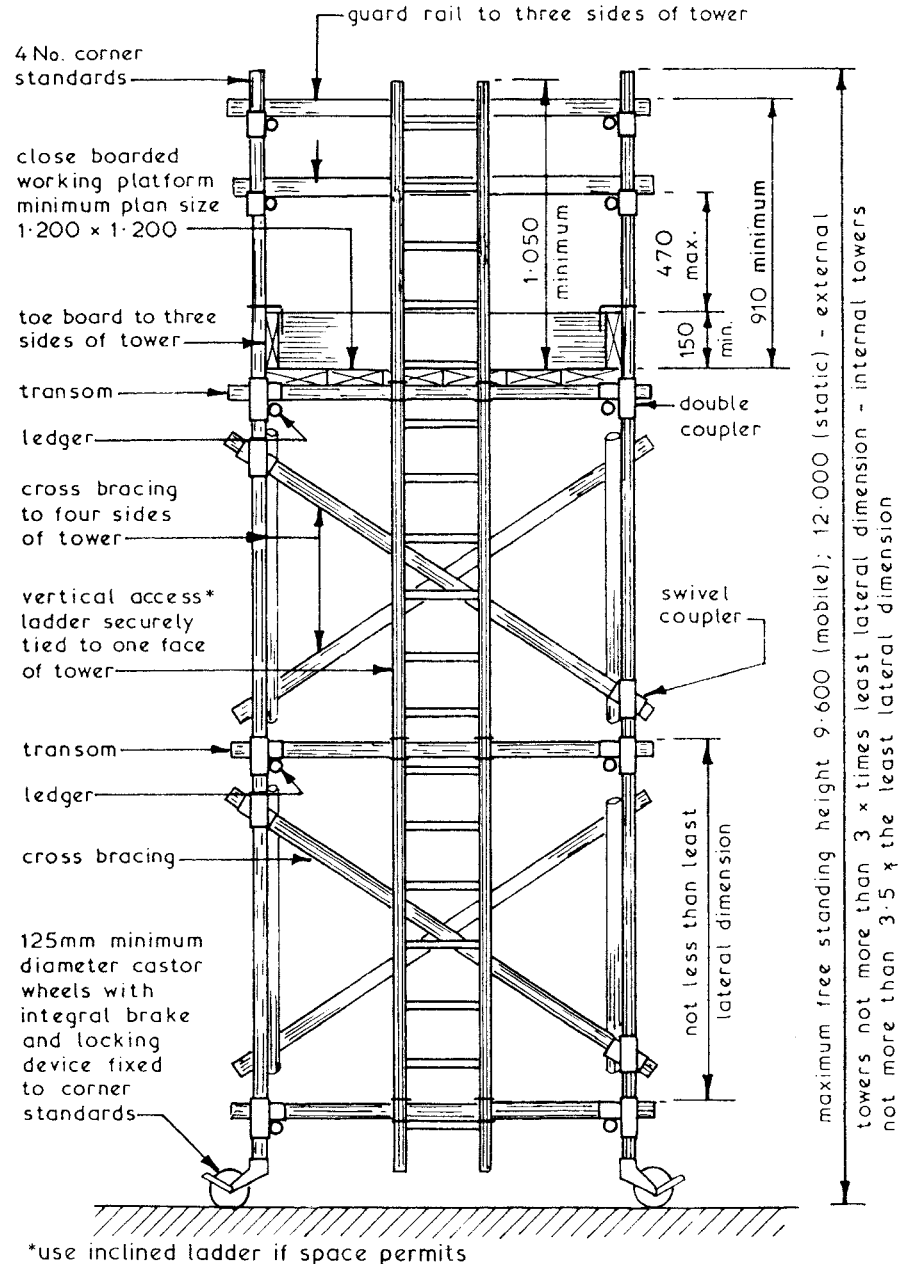 guard rail to three sides of tower
4 No. corner
standards
close boarded
working platform
minimum plan size
1·200 × 1·200
toe board to three
sides of tower
transom
ledger
cross bracing
to four sides
of tower
vertical access*
ladder securely
tied to one face
of tower
transom
ledger
cross bracing
125mm minimum
diameter castor
wheels with
integral brake
and locking
device fixed
to corner
standards
1·050
minimum
470
max.
150
min.
910 minimum
double
coupler
swivel
coupler
not less than least
lateral dimension
maximum free standing height 9·600 (mobile); 12·000 (static) - external
towers not more than 3 × times least lateral dimension - internal towers
not more than 3·5 × the least lateral dimension
*use inclined ladder if space permits